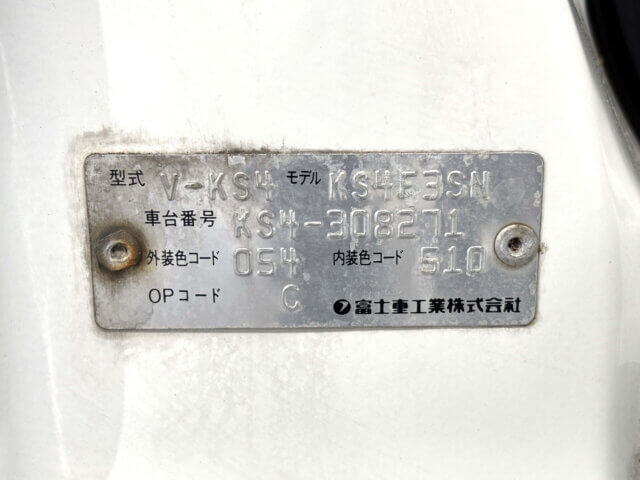 型式 V-KS4 モデル KS4E3SN
車台番号 KS4-308271
外装色コード 054 内装色コード 510
OPコード C 富士重工業株式会社